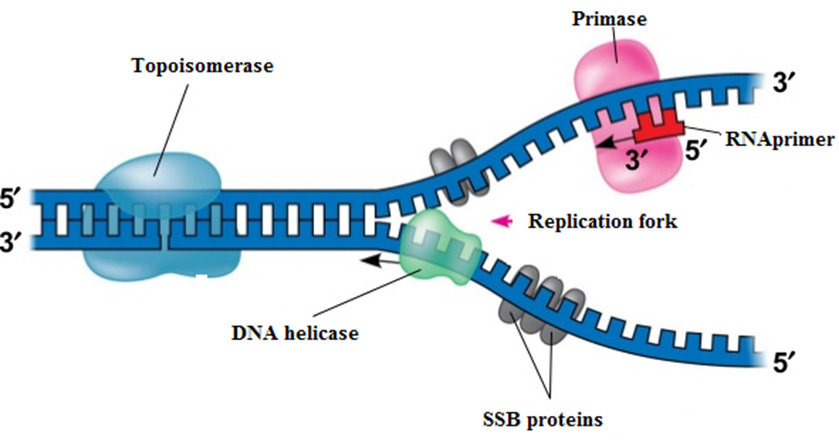 Primase
Topoisomerase
3′
RNAprimer
3′ 5′
5′
Replication fork
3′
DNA helicase
5′
SSB proteins